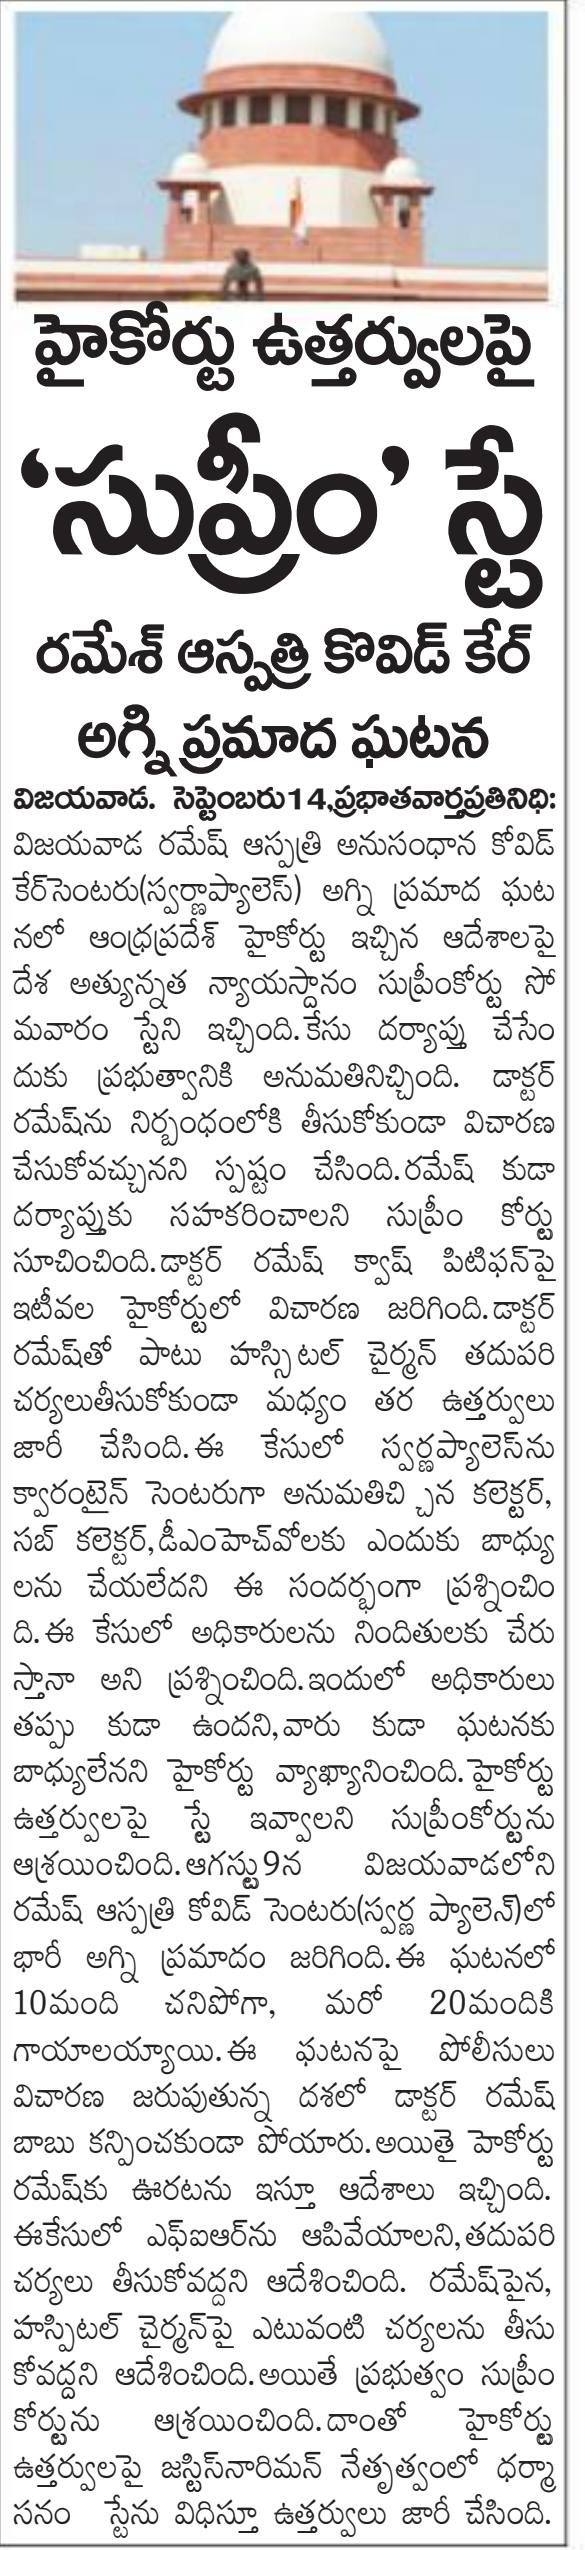 హైకోర్టు ఉత్తర్వులపై
‘సుప్రీం’ స్టే
రమేశ్ ఆస్పత్రి కొవిడ్ కేర్
అగ్ని ప్రమాద ఘటన
విజయవాడ. సెప్టెంబరు14,ప్రభాతవార్తప్రతినిధి:
విజయవాడ రమేష్ ఆస్పత్రి అనుసంధాన కోవిడ్
కేర్‌సెంటరు(స్వర్ణాప్యాలెస్) అగ్ని ప్రమాద ఘట
నలో ఆంధ్రప్రదేశ్ హైకోర్టు ఇచ్చిన ఆదేశాలపై
దేశ అత్యున్నత న్యాయస్థానం సుప్రీంకోర్టు సో
మవారం స్టేని ఇచ్చింది.కేసు దర్యాప్తు చేసేం
దుకు ప్రభుత్వానికి అనుమతినిచ్చింది. డాక్టర్
రమేష్‌ను నిర్బంధంలోకి తీసుకోకుండా విచారణ
చేసుకోవచ్చునని స్పష్టం చేసింది.రమేష్ కుడా
దర్యాప్తుకు సహకరించాలని సుప్రీం కోర్టు
సూచించింది.డాక్టర్ రమేష్ క్వాష్ పిటిఫన్‌పై
ఇటీవల హైకోర్టులో విచారణ జరిగింది.డాక్టర్
రమేష్‌తో పాటు హస్సిటల్ చైర్మన్ తదుపరి
చర్యలుతీసుకోకుండా మధ్యం తర ఉత్తర్వులు
జారీ చేసింది.ఈ కేసులో స్వర్ణప్యాలెస్‌ను
క్వారంటైన్ సెంటరుగా అనుమతిచ్చిన కలెక్టర్,
సబ్ కలెక్టర్,డీఎంహెచ్‌వోలకు ఎందుకు బాధ్యు
లను చేయలేదని ఈ సందర్భంగా ప్రశ్నించిం
ది.ఈ కేసులో అధికారులను నిందితులకు చేరు
స్తానా అని ప్రశ్నించింది.ఇందులో అధికారులు
తప్పు కుడా ఉందని,వారు కుడా ఘటనకు
బాధ్యులేనని హైకోర్టు వ్యాఖ్యానించింది.హైకోర్టు
ఉత్తర్వులపై స్టే ఇవ్వాలని సుప్రీంకోర్టును
ఆశ్రయించింది.ఆగస్టు9న విజయవాడలోని
రమేష్ ఆస్పత్రి కోవిడ్ సెంటరు(స్వర్ణ ప్యాలెన్)లో
భారీ అగ్ని ప్రమాదం జరిగింది.ఈ ఘటనలో
10మంది చనిపోగా, మరో 20మందికి
గాయాలయ్యాయి.ఈ ఘటనపై పోలీసులు
విచారణ జరుపుతున్న దశలో డాక్టర్ రమేష్
బాబు కన్పించకుండా పోయారు.అయితై హెకోర్టు
రమేష్‌కు ఊరటను ఇస్తూ ఆదేశాలు ఇచ్చింది.
ఈకేసులో ఎఫ్ఐఆర్‌ను ఆపివేయాలని,తదుపరి
చర్యలు తీసుకోవద్దని ఆదేశించింది. రమేష్‌పైన,
హస్పిటల్ చైర్మన్‌పై ఎటువంటి చర్యలను తీసు
కోవద్దని ఆదేశించింది.అయితే ప్రభుత్వం సుప్రీం
కోర్టును ఆశ్రయించింది.దాంతో హైకోర్టు
ఉత్తర్వులపై జస్టిస్‌నారిమన్ నేతృత్వంలో ధర్మా
సనం స్టేను విధిస్తూ ఉత్తర్వులు జారీ చేసింది.